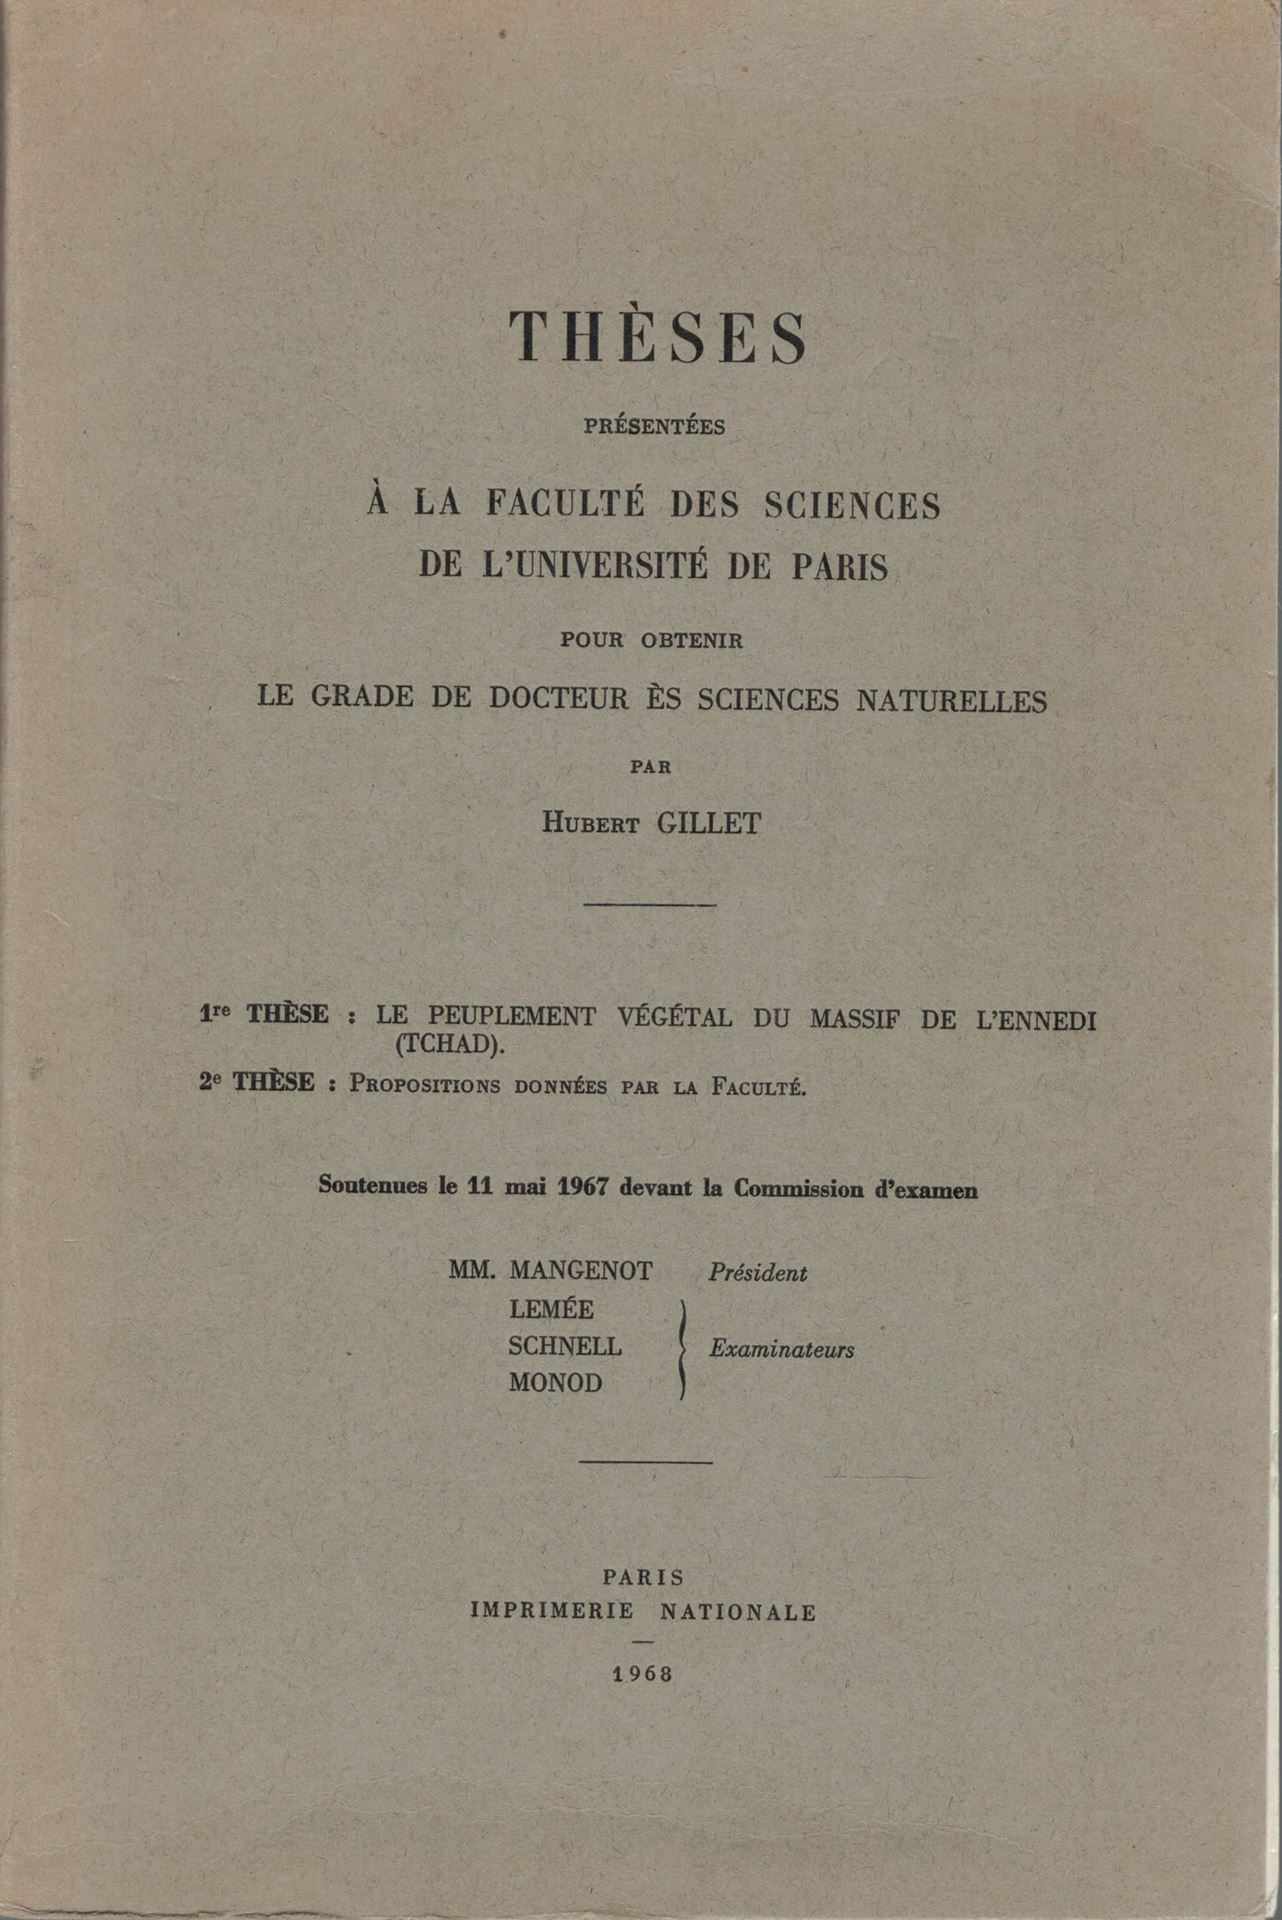 THÈSES
PRÉSENTÉES
À LA FACULTÉ DES SCIENCES
DE L'UNIVERSITÉ DE PARIS
POUR OBTENIR
LE GRADE DE DOCTEUR ÈS SCIENCES NATURELLES
PAR
HUBERT GILLET
1re THÈSE : LE PEUPLEMENT VÉGÉTAL DU MASSIF DE L'ENNEDI
(TCHAD).
2e THÈSE : PROPOSITIONS DONNÉES PAR LA FACULTÉ.
Soutenues le 11 mai 1967 devant la Commission d'examen
MM. MANGENOT Président
LEMÉE
SCHNELL Examinateurs
MONOD
PARIS
IMPRIMERIE NATIONALE
1968